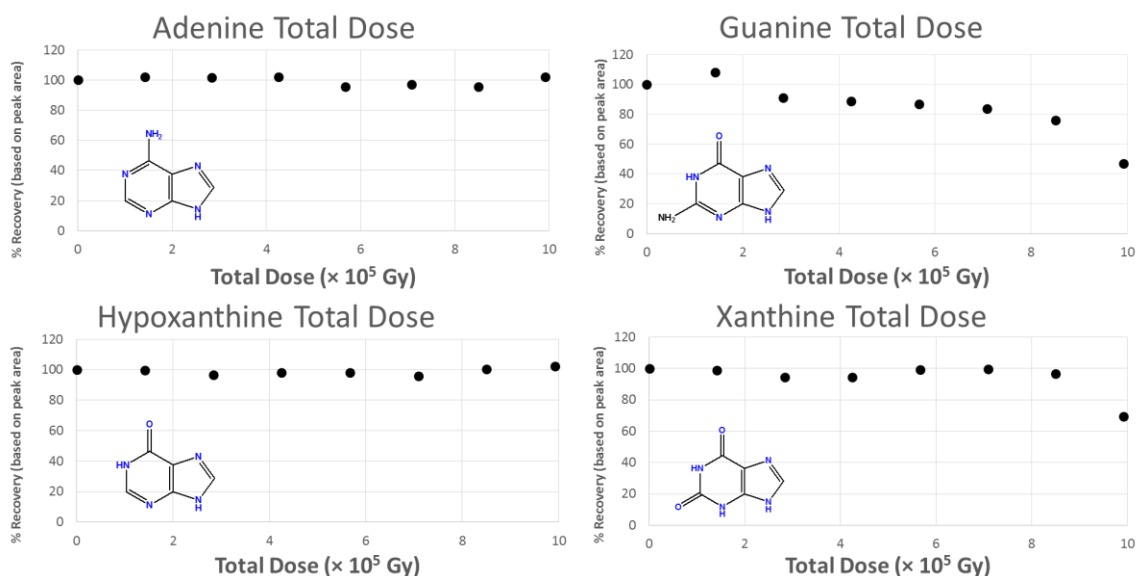 Adenine Total Dose
% Recovery (based on peak area)
120
100
80
60
40
20
0
0 2 4 6 8 10
Total Dose (× 10⁵ Gy)
NH₂
N
N
N
N
H
Guanine Total Dose
% Recovery (based on peak area)
120
100
80
60
40
20
0
0 2 4 6 8 10
Total Dose (× 10⁵ Gy)
O
HN
N
NH₂
N
N
H
Hypoxanthine Total Dose
% Recovery (based on peak area)
120
100
80
60
40
20
0
0 2 4 6 8 10
Total Dose (× 10⁵ Gy)
O
HN
N
N
N
H
Xanthine Total Dose
% Recovery (based on peak area)
120
100
80
60
40
20
0
0 2 4 6 8 10
Total Dose (× 10⁵ Gy)
O
HN
N
O
N
H
N
H